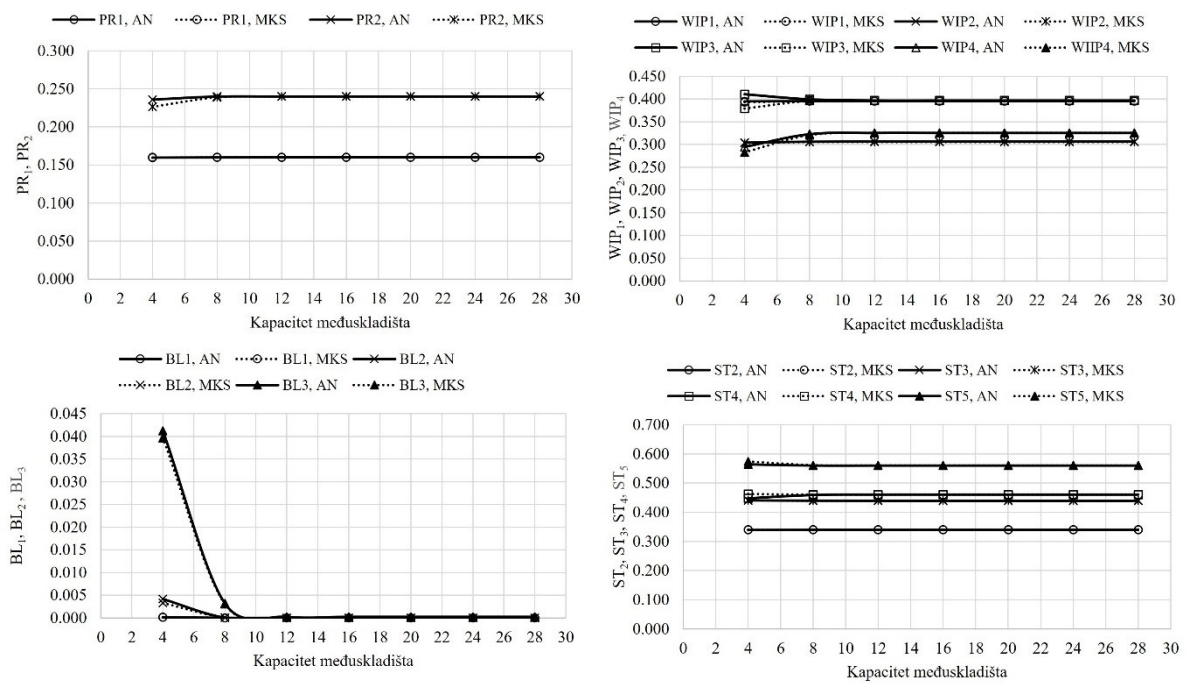 PR1, AN PR1, MKS PR2, AN PR2, MKS
0.300
0.250
0.200
0.150
0.100
0.050
0.000
PR₁, PR₂
0 2 4 6 8 10 12 14 16 18 20 22 24 26 28 30
Kapacitet međuskladišta
WIP1, AN WIP1, MKS WIP2, AN WIP2, MKS
WIP3, AN WIP3, MKS WIP4, AN WIIP4, MKS
0.450
0.400
0.350
0.300
0.250
0.200
0.150
0.100
0.050
0.000
WIP₁, WIP₂, WIP₃, WIP₄
0 2 4 6 8 10 12 14 16 18 20 22 24 26 28 30
Kapacitet međuskladišta
BL1, AN BL1, MKS BL2, AN
BL2, MKS BL3, AN BL3, MKS
0.045
0.040
0.035
0.030
0.025
0.020
0.015
0.010
0.005
0.000
BL₁, BL₂, BL₃
0 2 4 6 8 10 12 14 16 18 20 22 24 26 28 30
Kapacitet međuskladišta
ST2, AN ST2, MKS ST3, AN ST3, MKS
ST4, AN ST4, MKS ST5, AN ST5, MKS
0.700
0.600
0.500
0.400
0.300
0.200
0.100
0.000
ST₂, ST₃, ST₄, ST₅
0 2 4 6 8 10 12 14 16 18 20 22 24 26 28 30
Kapacitet međuskladišta